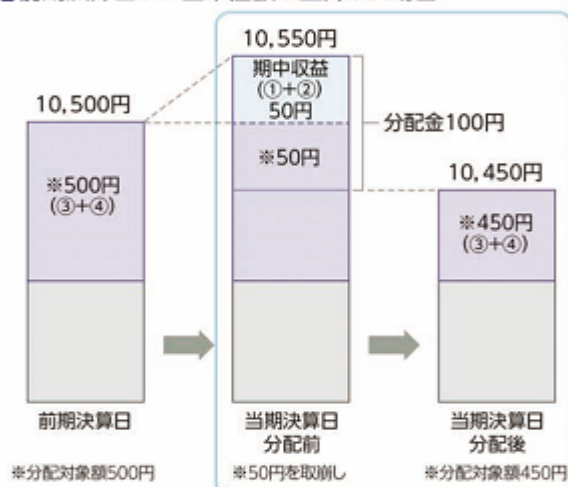 10,550円
期中収益
(①+②)
50円
10,500円
分配金100円
※50円
10,450円
※500円
(③+④)
※450円
(③+④)
前期決算日
当期決算日
分配前
当期決算日
分配後
※分配対象額500円
※50円を取崩し
※分配対象額450円